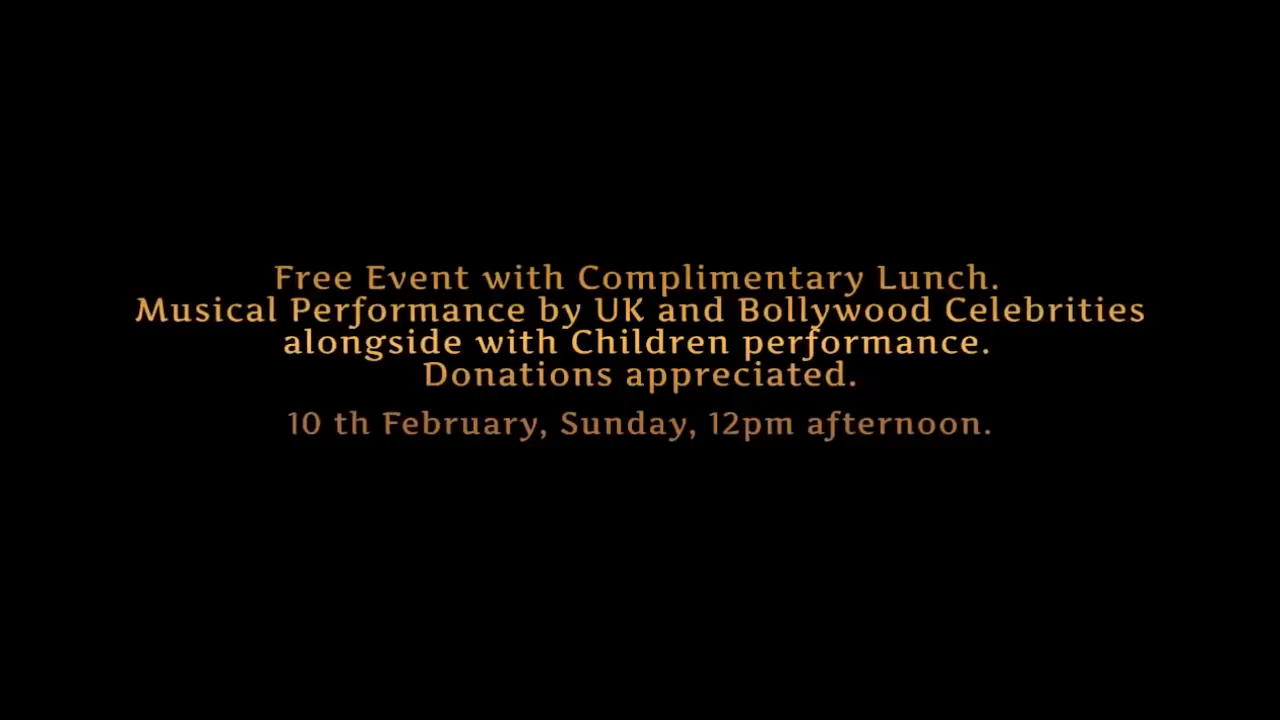 Free Event with Complimentary Lunch.
Musical Performance by UK and Bollywood Celebrities
alongside with Children performance.
Donations appreciated.
10 th February, Sunday, 12pm afternoon.